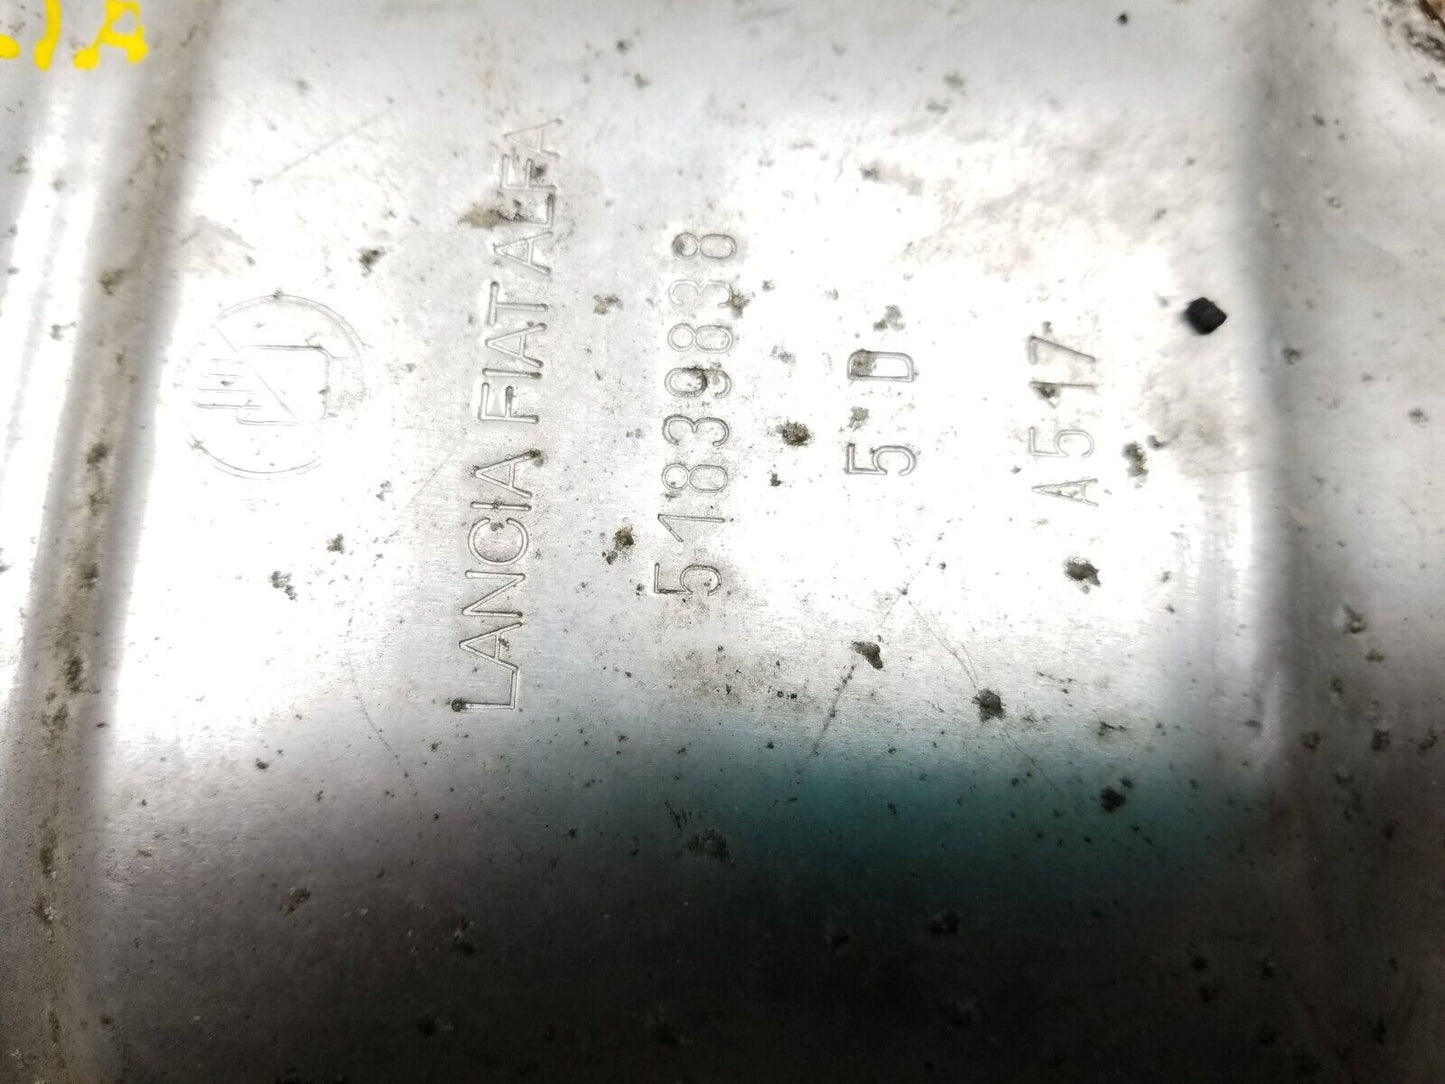 LANCIA FIAT ALFA
51839838
5 D
A517